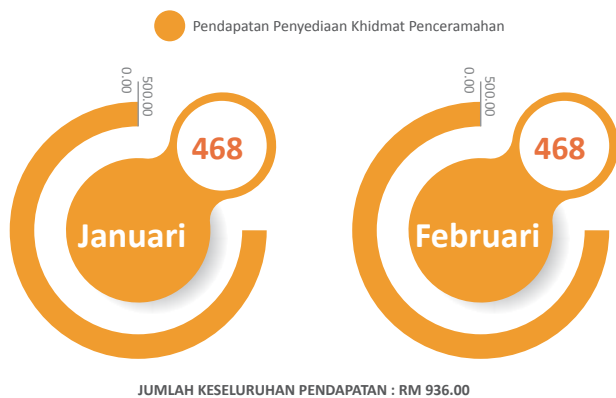 Pendapatan Penyediaan Khidmat Penceramahan
0.00
500.00
468
Januari
0.00
500.00
468
Februari
JUMLAH KESELURUHAN PENDAPATAN : RM 936.00